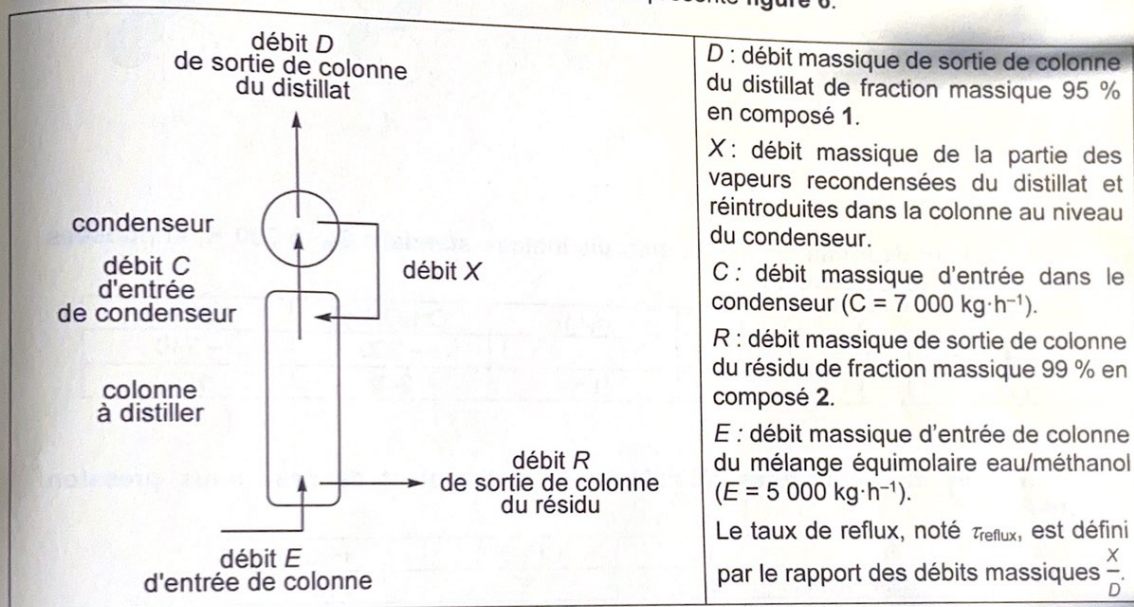 figure 6.
débit D
de sortie de colonne
du distillat
condenseur
débit C
d'entrée
de condenseur
débit X
colonne
à distiller
débit R
de sortie de colonne
du résidu
débit E
d'entrée de colonne
D : débit massique de sortie de colonne
du distillat de fraction massique 95 %
en composé 1.
X : débit massique de la partie des
vapeurs recondensées du distillat et
réintroduites dans la colonne au niveau
du condenseur.
C : débit massique d'entrée dans le
condenseur (C = 7 000 kg·h⁻¹).
R : débit massique de sortie de colonne
du résidu de fraction massique 99 % en
composé 2.
E : débit massique d'entrée de colonne
du mélange équimolaire eau/méthanol
(E = 5 000 kg·h⁻¹).
Le taux de reflux, noté τreflux, est défini
par le rapport des débits massiques X/D.